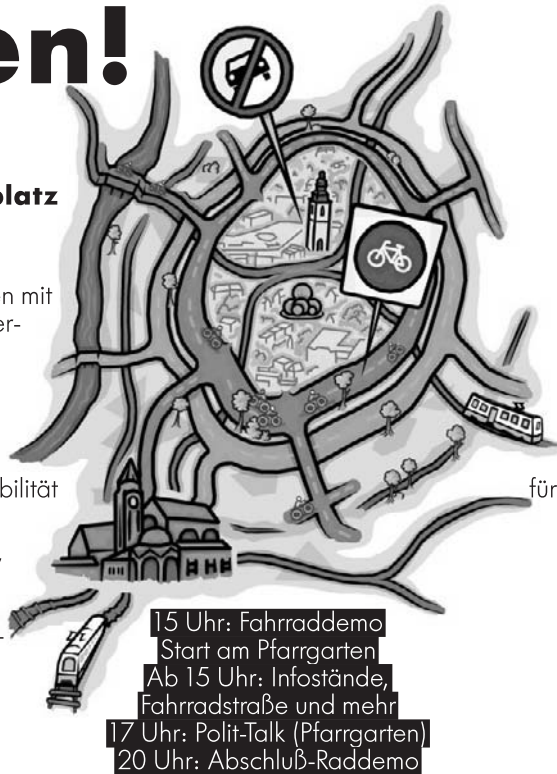 en!
platz
en mit
er-
bilität
für
-
15 Uhr: Fahrraddemo
Start am Pfarrgarten
Ab 15 Uhr: Infostände,
Fahrradstraße und mehr
17 Uhr: Polit-Talk (Pfarrgarten)
20 Uhr: Abschluß-Raddemo